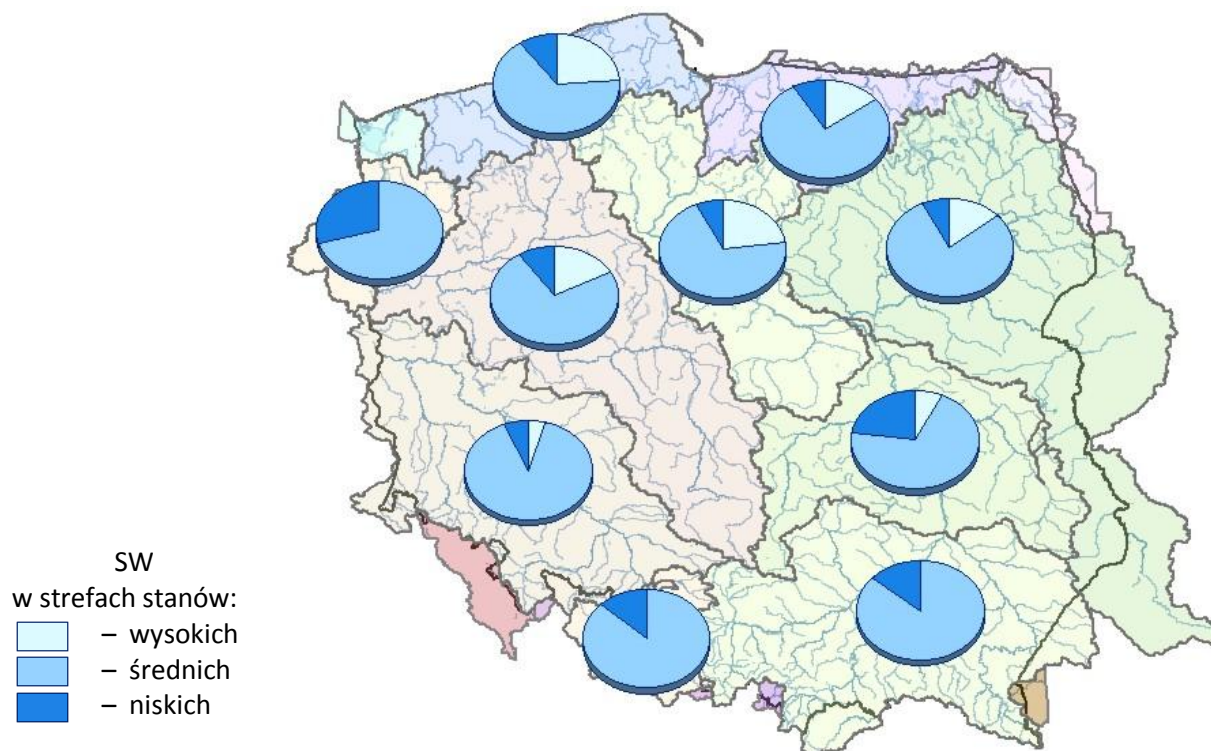 SW
w strefach stanów:
– wysokich
– średnich
– niskich